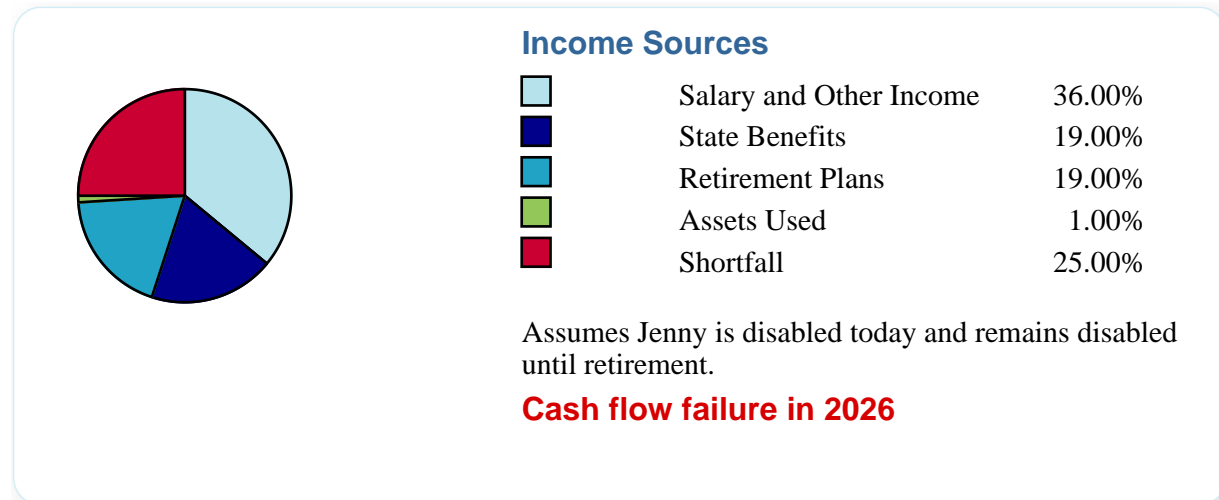 Income Sources
Salary and Other Income 36.00%
State Benefits 19.00%
Retirement Plans 19.00%
Assets Used 1.00%
Shortfall 25.00%
Assumes Jenny is disabled today and remains disabled
until retirement.
Cash flow failure in 2026